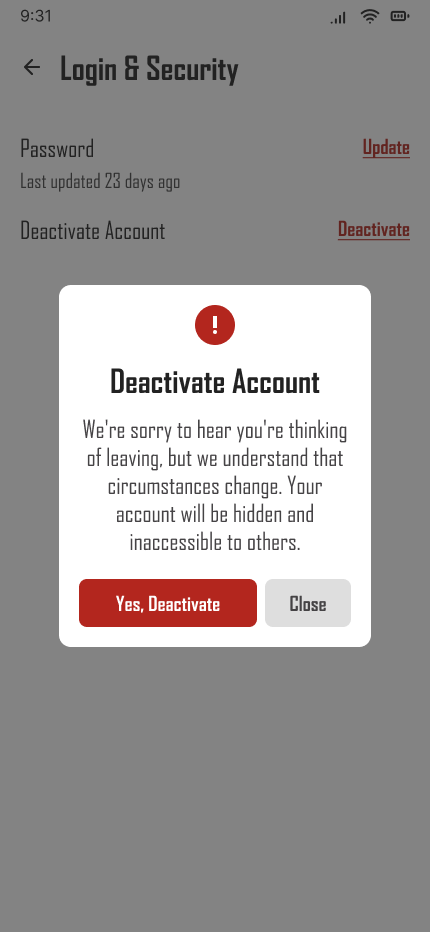 9:31
Login & Security
Password
Update
Last updated 23 days ago
Deactivate Account
Deactivate
!
Deactivate Account
We're sorry to hear you're thinking
of leaving, but we understand that
circumstances change. Your
account will be hidden and
inaccessible to others.
Yes, Deactivate
Close